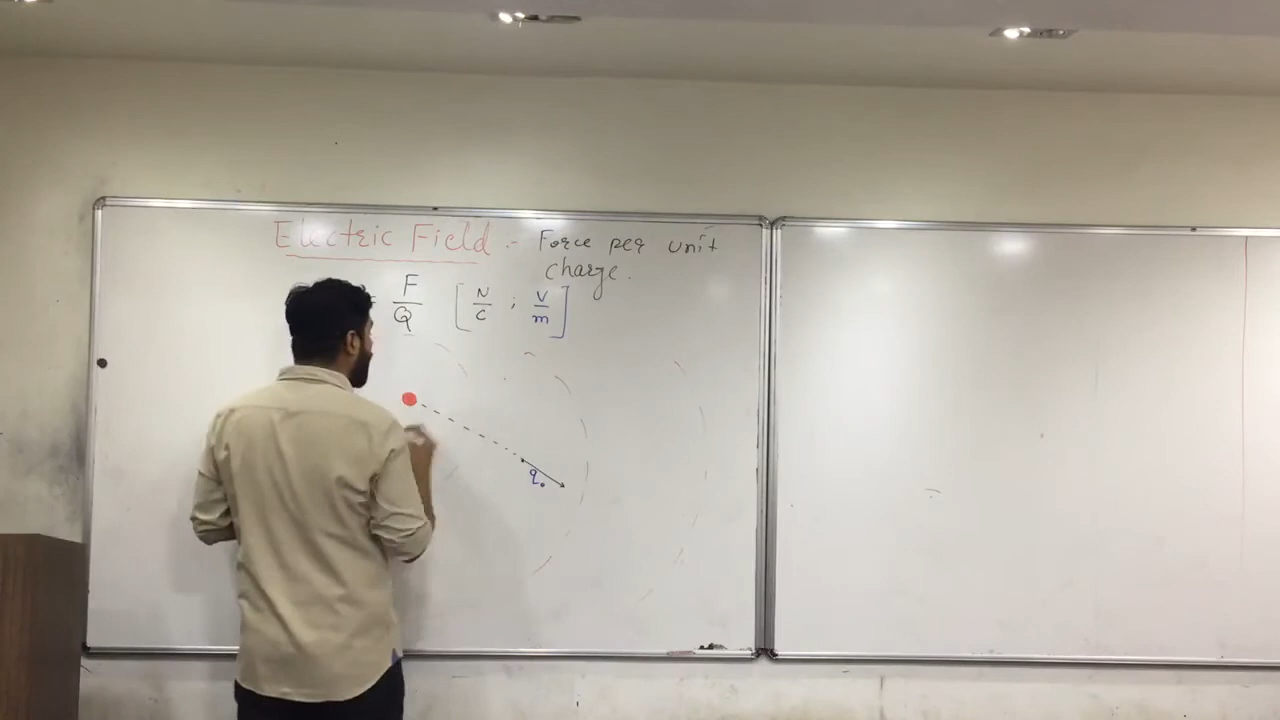 Electric Field :- Force per unit
charge.
= F/Q [N/C ; V/m]
q₀